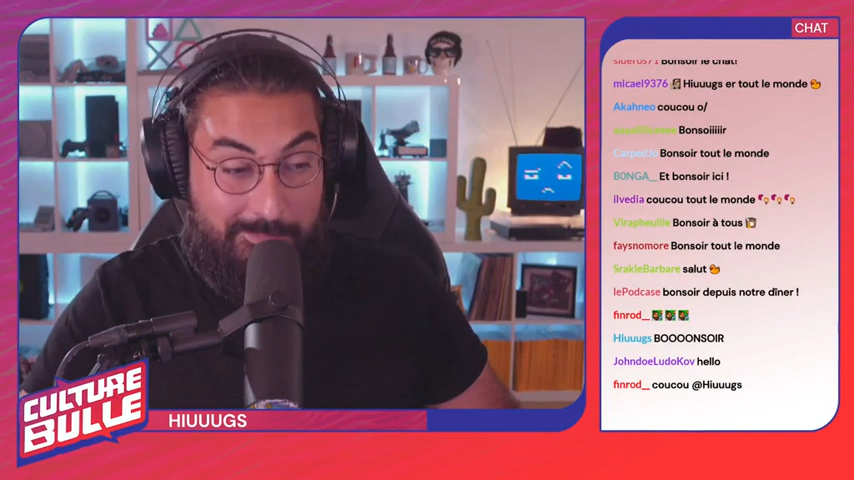 CHAT
Bonsoir le chat!
micael9376 Hiuuugs er tout le monde
Akahneo coucou o/
Bonsoiiiiir
CarpedJo Bonsoir tout le monde
B0NGA_ Et bonsoir ici !
ilvedia coucou tout le monde
Virapheuille Bonsoir à tous
faysnomore Bonsoir tout le monde
SrakleBarbare salut
lePodcase bonsoir depuis notre dîner !
finrod_
Hiuuugs BOOOONSOIR
JohndoeLudoKov hello
finrod_ coucou @Hiuuugs
CULTURE
BULLE
HIUUUGS